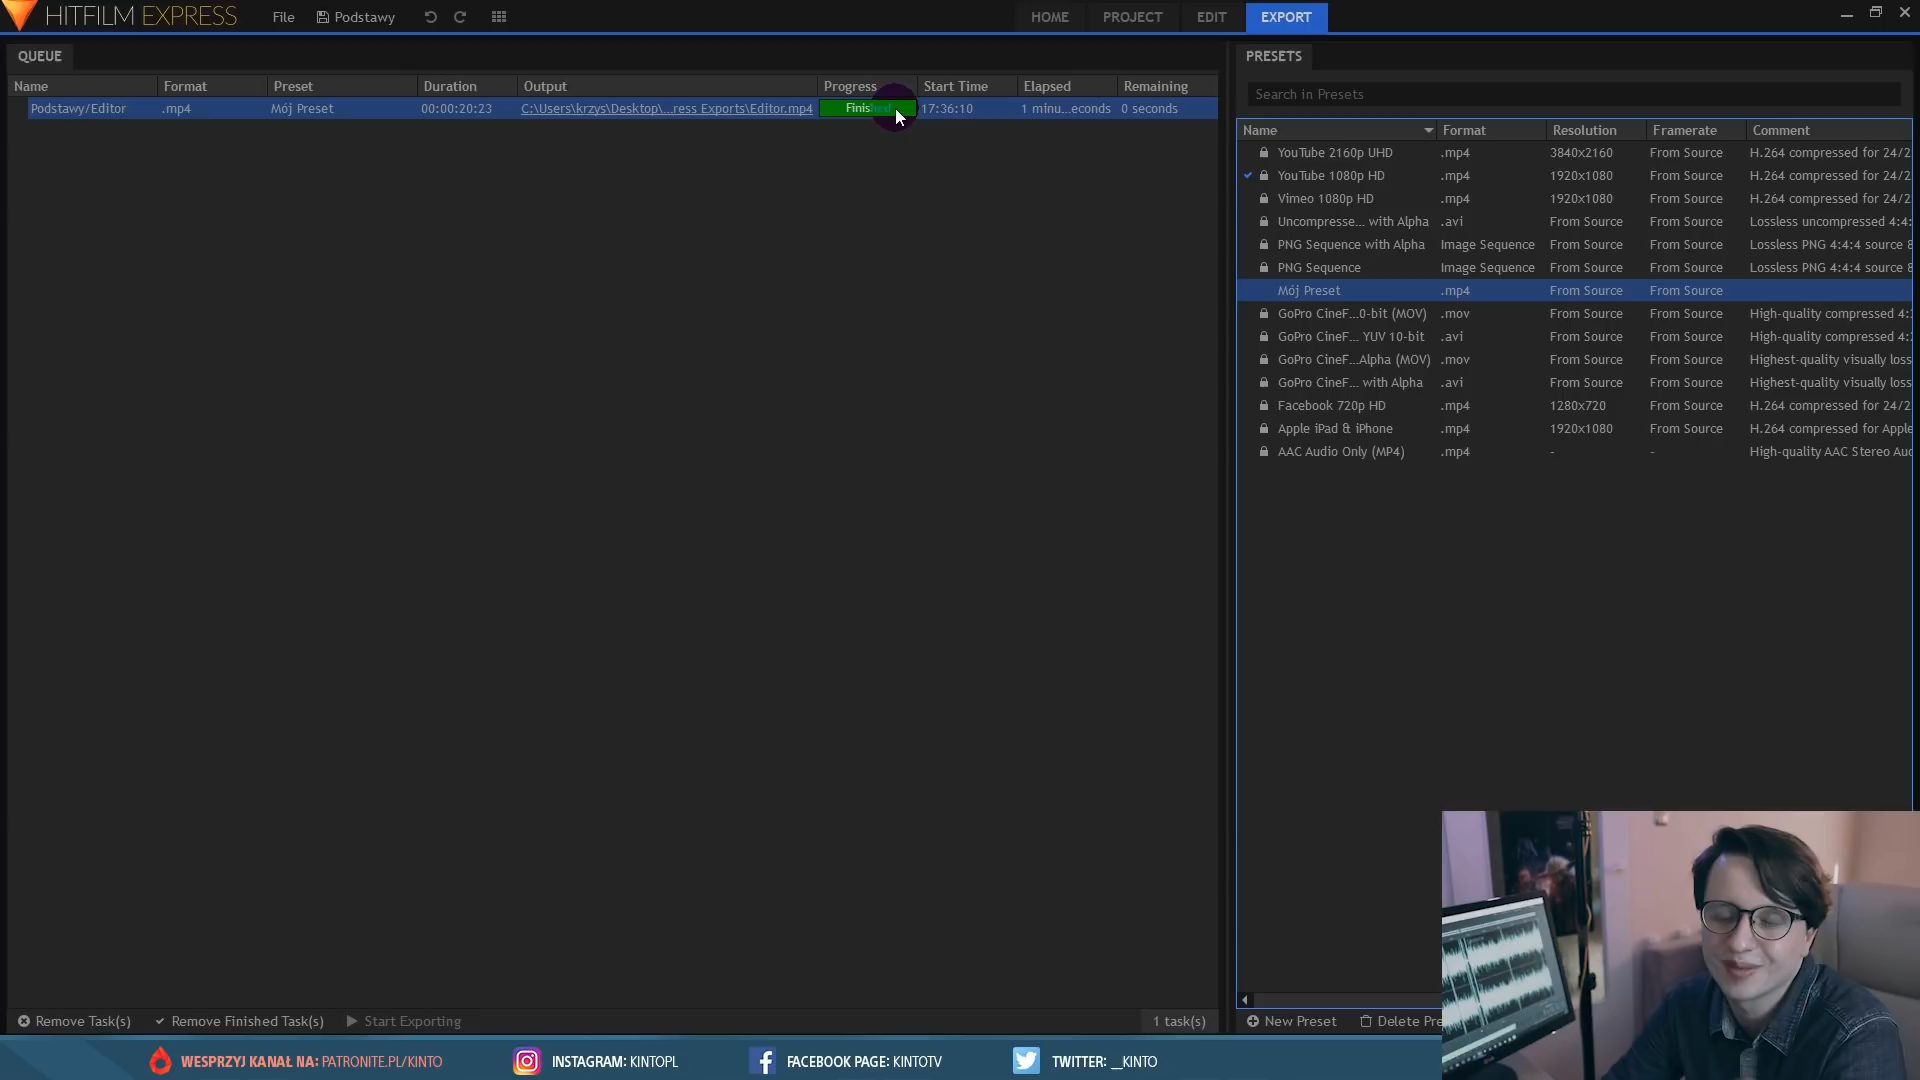 HITFILM EXPRESS File Podstawy HOME PROJECT EDIT EXPORT
QUEUE
Name Format Preset Duration Output Progress Start Time Elapsed Remaining
Podstawy/Editor .mp4 Mój Preset 00:00:20:23 C:\Users\krzys\Desktop\...ress Exports\Editor.mp4 Finished 17:36:10 1 minu...econds 0 seconds
PRESETS
Search in Presets
Name Format Resolution Framerate Comment
YouTube 2160p UHD .mp4 3840x2160 From Source H.264 compressed for 24/2
YouTube 1080p HD .mp4 1920x1080 From Source H.264 compressed for 24/2
Vimeo 1080p HD .mp4 1920x1080 From Source H.264 compressed for 24/2
Uncompresse... with Alpha .avi From Source From Source Lossless uncompressed 4:4:
PNG Sequence with Alpha Image Sequence From Source From Source Lossless PNG 4:4:4 source 8
PNG Sequence Image Sequence From Source From Source Lossless PNG 4:4:4 source 8
Mój Preset .mp4 From Source From Source
GoPro CineF...0-bit (MOV) .mov From Source From Source High-quality compressed 4:
GoPro CineF... YUV 10-bit .avi From Source From Source High-quality compressed 4:
GoPro CineF...Alpha (MOV) .mov From Source From Source Highest-quality visually loss
GoPro CineF... with Alpha .avi From Source From Source Highest-quality visually loss
Facebook 720p HD .mp4 1280x720 From Source H.264 compressed for 24/2
Apple iPad & iPhone .mp4 1920x1080 From Source H.264 compressed for Apple
AAC Audio Only (MP4) .mp4 - - High-quality AAC Stereo Aud
Remove Task(s) Remove Finished Task(s) Start Exporting 1 task(s) New Preset Delete Pre
WESPRZYJ KANAŁ NA: PATRONITE.PL/KINTO INSTAGRAM: KINTOPL FACEBOOK PAGE: KINTOTV TWITTER: __KINTO